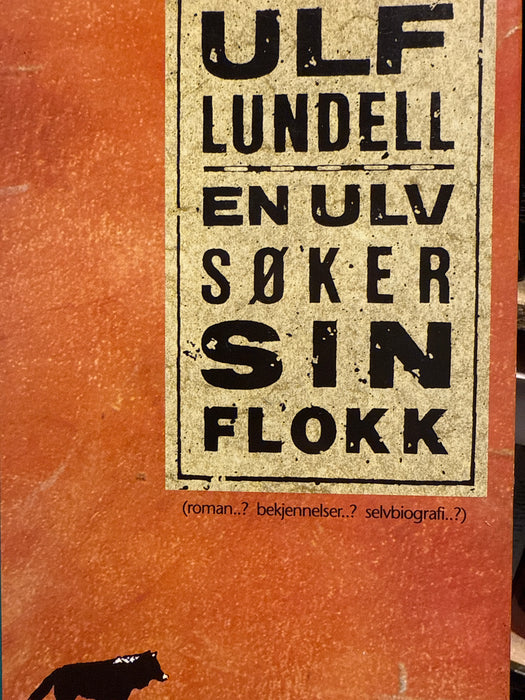 ULF
LUNDELL
EN ULV
SØKER
SIN
FLOKK
(roman..? bekjennelser..? selvbiografi..?)